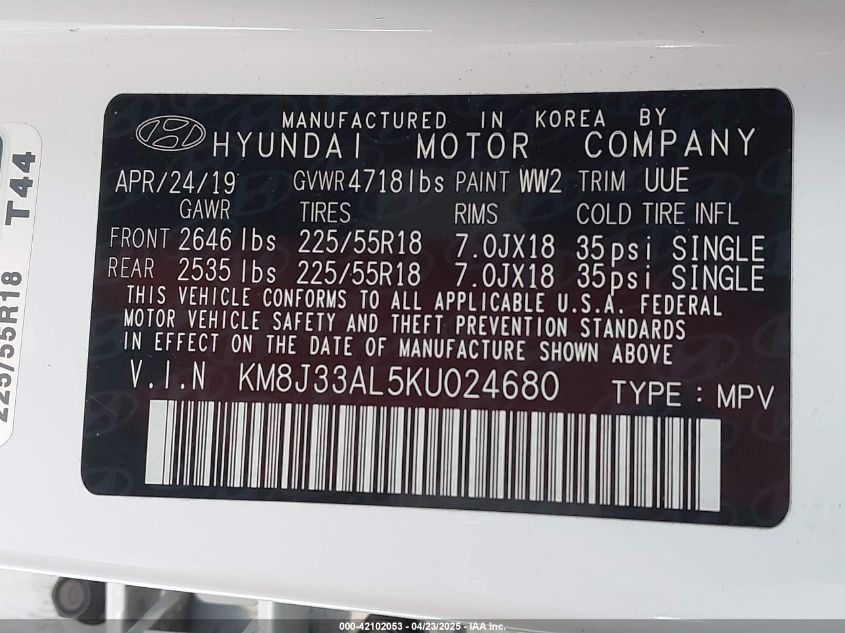 MANUFACTURED IN KOREA BY
HYUNDAI MOTOR COMPANY
APR/24/19 GVWR 4718 lbs PAINT WW2 TRIM UUE
GAWR TIRES RIMS COLD TIRE INFL
FRONT 2646 lbs 225/55R18 7.0JX18 35psi SINGLE
REAR 2535 lbs 225/55R18 7.0JX18 35psi SINGLE
THIS VEHICLE CONFORMS TO ALL APPLICABLE U.S.A. FEDERAL
MOTOR VEHICLE SAFETY AND THEFT PREVENTION STANDARDS
IN EFFECT ON THE DATE OF MANUFACTURE SHOWN ABOVE.
V.I.N KM8J33AL5KU024680 TYPE : MPV
225/55R18 T44
000-42102053 - 04/23/2025 - IAA Inc.